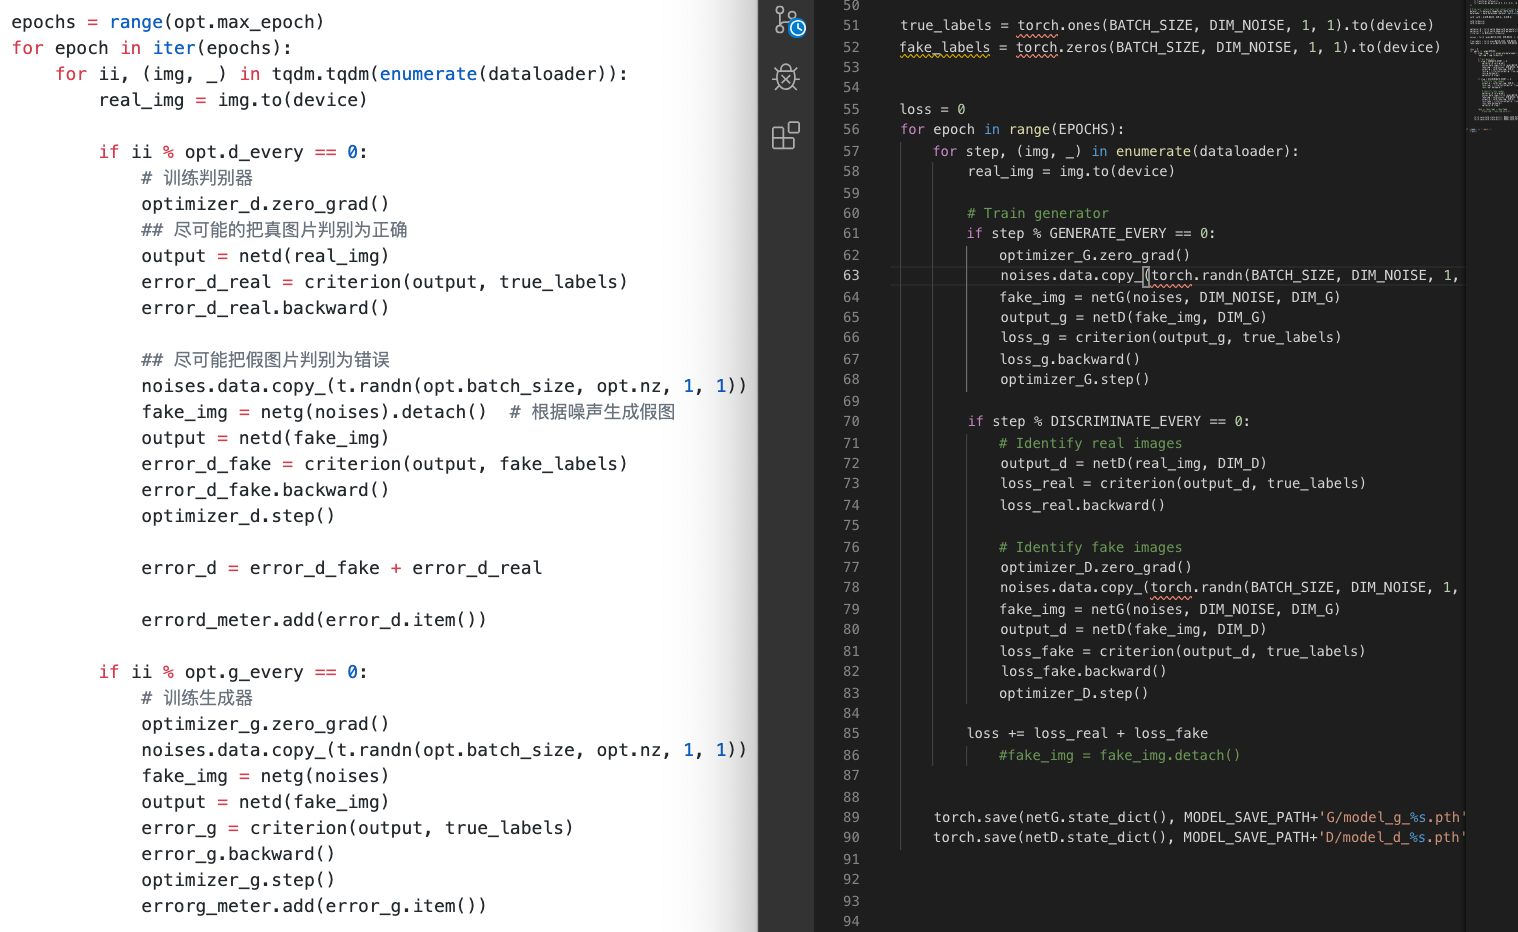 epochs = range(opt.max_epoch)
for epoch in iter(epochs):
    for ii, (img, _) in tqdm.tqdm(enumerate(dataloader)):
        real_img = img.to(device)
        if ii % opt.d_every == 0:
            # 训练判别器
            optimizer_d.zero_grad()
            ## 尽可能的把真图片判别为正确
            output = netd(real_img)
            error_d_real = criterion(output, true_labels)
            error_d_real.backward()
            ## 尽可能把假图片判别为错误
            noises.data.copy_(t.randn(opt.batch_size, opt.nz, 1, 1))
            fake_img = netg(noises).detach()  # 根据噪声生成假图
            output = netd(fake_img)
            error_d_fake = criterion(output, fake_labels)
            error_d_fake.backward()
            optimizer_d.step()
            error_d = error_d_fake + error_d_real
            errord_meter.add(error_d.item())
        if ii % opt.g_every == 0:
            # 训练生成器
            optimizer_g.zero_grad()
            noises.data.copy_(t.randn(opt.batch_size, opt.nz, 1, 1))
            fake_img = netg(noises)
            output = netd(fake_img)
            error_g = criterion(output, true_labels)
            error_g.backward()
            optimizer_g.step()
            errorg_meter.add(error_g.item())
50
51 true_labels = torch.ones(BATCH_SIZE, DIM_NOISE, 1, 1).to(device)
52 fake_labels = torch.zeros(BATCH_SIZE, DIM_NOISE, 1, 1).to(device)
53
54
55 loss = 0
56 for epoch in range(EPOCHS):
57     for step, (img, _) in enumerate(dataloader):
58         real_img = img.to(device)
59
60         # Train generator
61         if step % GENERATE_EVERY == 0:
62             optimizer_G.zero_grad()
63             noises.data.copy_(torch.randn(BATCH_SIZE, DIM_NOISE, 1,
64             fake_img = netG(noises, DIM_NOISE, DIM_G)
65             output_g = netD(fake_img, DIM_G)
66             loss_g = criterion(output_g, true_labels)
67             loss_g.backward()
68             optimizer_G.step()
69
70         if step % DISCRIMINATE_EVERY == 0:
71             # Identify real images
72             output_d = netD(real_img, DIM_D)
73             loss_real = criterion(output_d, true_labels)
74             loss_real.backward()
75
76             # Identify fake images
77             optimizer_D.zero_grad()
78             noises.data.copy_(torch.randn(BATCH_SIZE, DIM_NOISE, 1,
79             fake_img = netG(noises, DIM_NOISE, DIM_G)
80             output_d = netD(fake_img, DIM_D)
81             loss_fake = criterion(output_d, true_labels)
82             loss_fake.backward()
83             optimizer_D.step()
84
85         loss += loss_real + loss_fake
86             #fake_img = fake_img.detach()
87
88
89     torch.save(netG.state_dict(), MODEL_SAVE_PATH+'G/model_g_%s.pth'
90     torch.save(netD.state_dict(), MODEL_SAVE_PATH+'D/model_d_%s.pth'
91
92
93
94